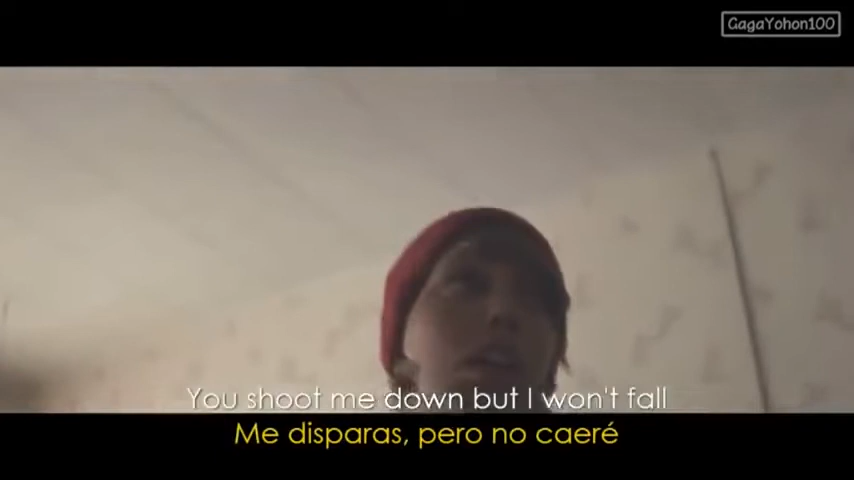 GagaYohon100
You shoot me down but I won't fall
Me disparas, pero no caeré